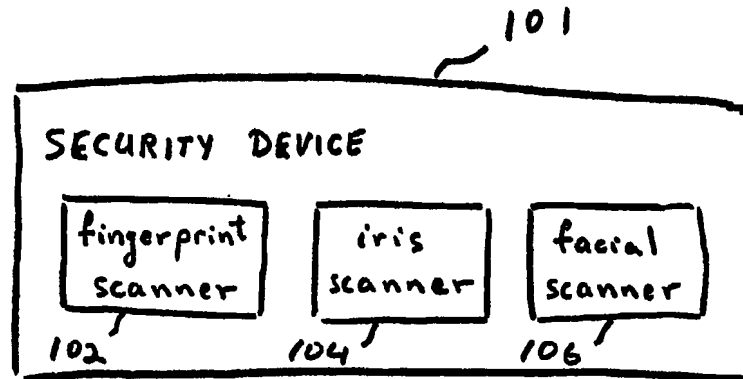 101
SECURITY DEVICE
fingerprint
scanner
iris
scanner
facial
scanner
102
104
106